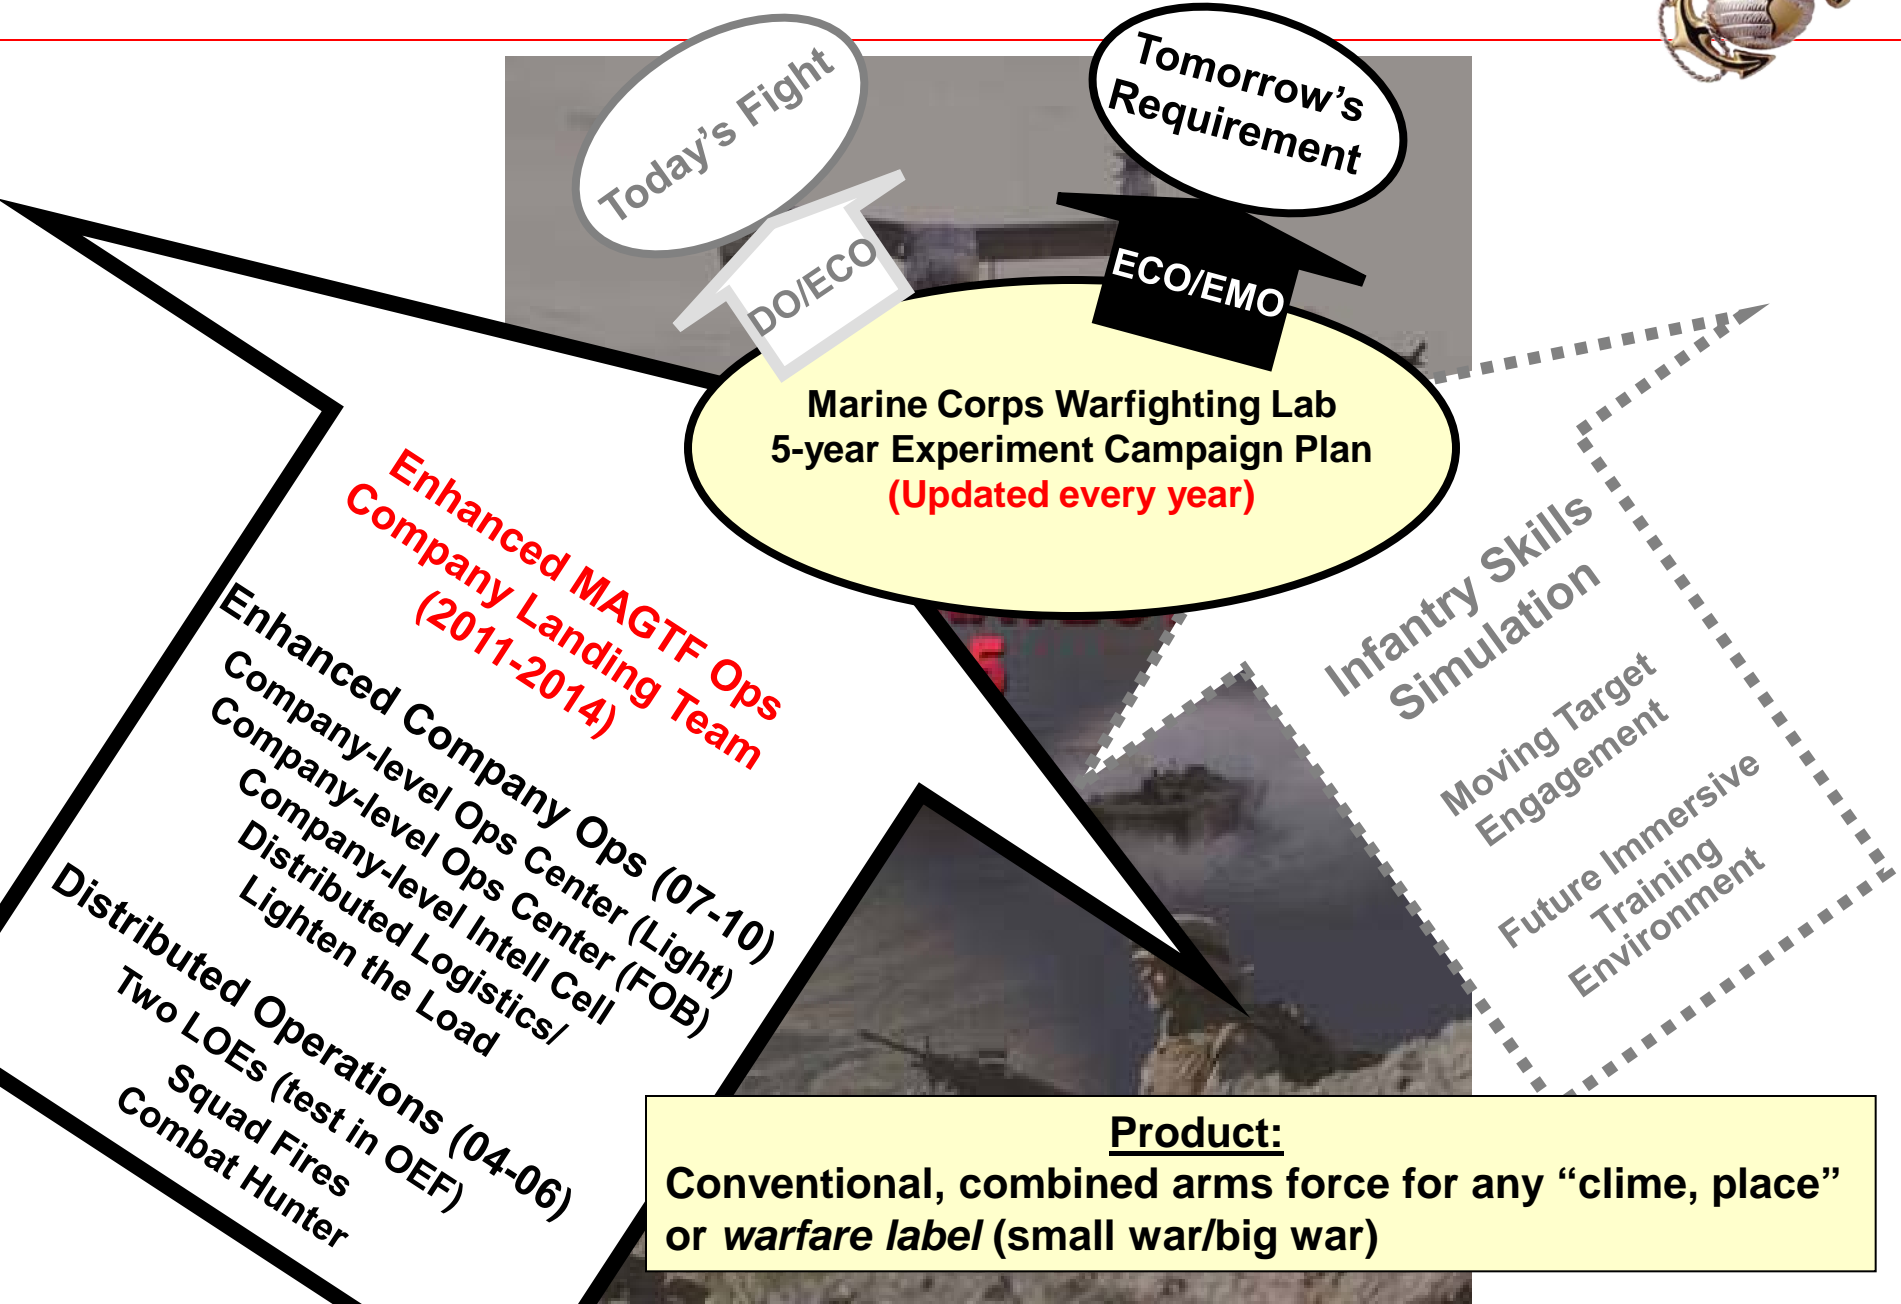 Today's Fight
Tomorrow's
Requirement
DO/ECO
ECO/EMO
Marine Corps Warfighting Lab
5-year Experiment Campaign Plan
(Updated every year)
Enhanced MAGTF Ops
Company Landing Team
(2011-2014)
Enhanced Company Ops (07-10)
Company-level Ops Center (Light)
Company-level Ops Center (FOB)
Company-level Intell Cell
Distributed Logistics/
Lighten the Load
Distributed Operations (04-06)
Two LOEs (test in OEF)
Squad Fires
Combat Hunter
Infantry Skills
Simulation
Moving Target
Engagement
Future Immersive
Training
Environment
Product:
Conventional, combined arms force for any “clime, place”
or warfare label (small war/big war)